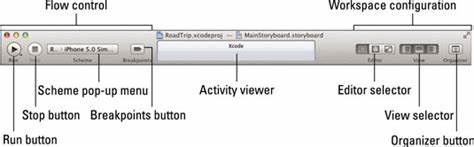 Flow control
Workspace configuration
RoadTrip.xcodeproj
MainStoryboard.storyboard
R...
iPhone 5.0 Sim...
Xcode
Run
Stop
Scheme
Breakpoints
Editor
View
Organizer
Scheme pop-up menu
Activity viewer
Editor selector
Stop button
Breakpoints button
View selector
Run button
Organizer button